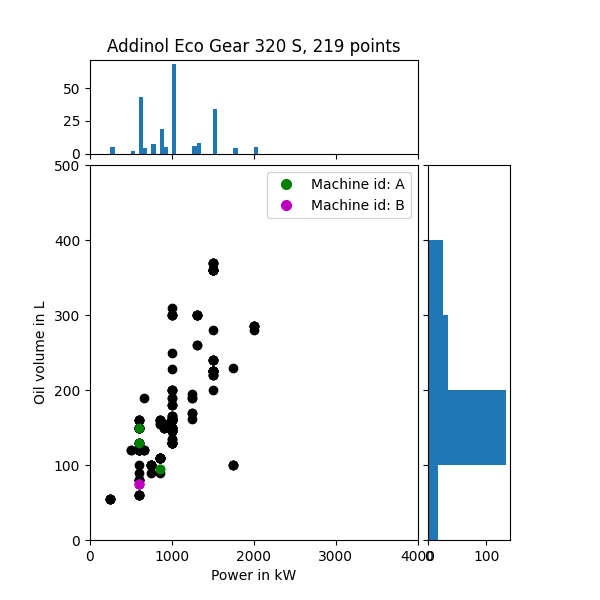 Addinol Eco Gear 320 S, 219 points
50
25
0
500
400
300
200
100
0
Machine id: A
Machine id: B
Oil volume in L
0 1000 2000 3000 4000
0 100
Power in kW